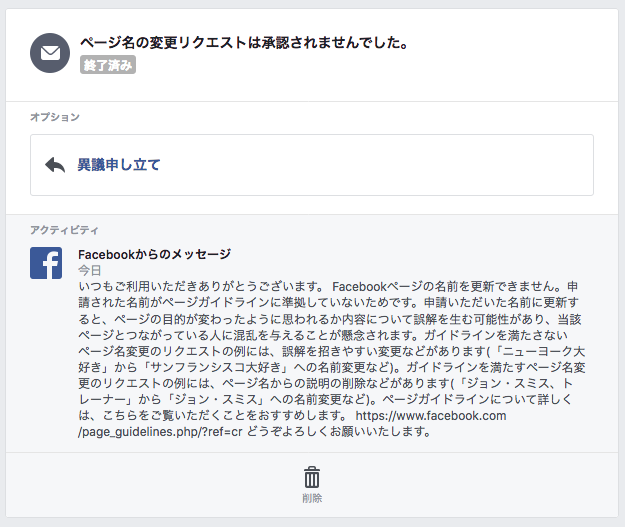 ページ名の変更リクエストは承認されませんでした。
終了済み
オプション
異議申し立て
アクティビティ
Facebookからのメッセージ
今日
いつもご利用いただきありがとうございます。 Facebookページの名前を更新できません。申
請された名前がページガイドラインに準拠していないためです。申請いただいた名前に更新す
ると、ページの目的が変わったように思われるか内容について誤解を生む可能性があり、当該
ページとつながっている人に混乱を与えることが懸念されます。ガイドラインを満たさない
ページ名変更のリクエストの例には、誤解を招きやすい変更などがあります(「ニューヨーク大
好き」から「サンフランシスコ大好き」への名前変更など)。ガイドラインを満たすページ名変
更のリクエストの例には、ページ名からの説明の削除などがあります(「ジョン・スミス、ト
レーナー」から「ジョン・スミス」への名前変更など)。ページガイドラインについて詳しく
は、こちらをご覧いただくことをおすすめします。 https://www.facebook.com
/page_guidelines.php/?ref=cr どうぞよろしくお願いいたします。
削除